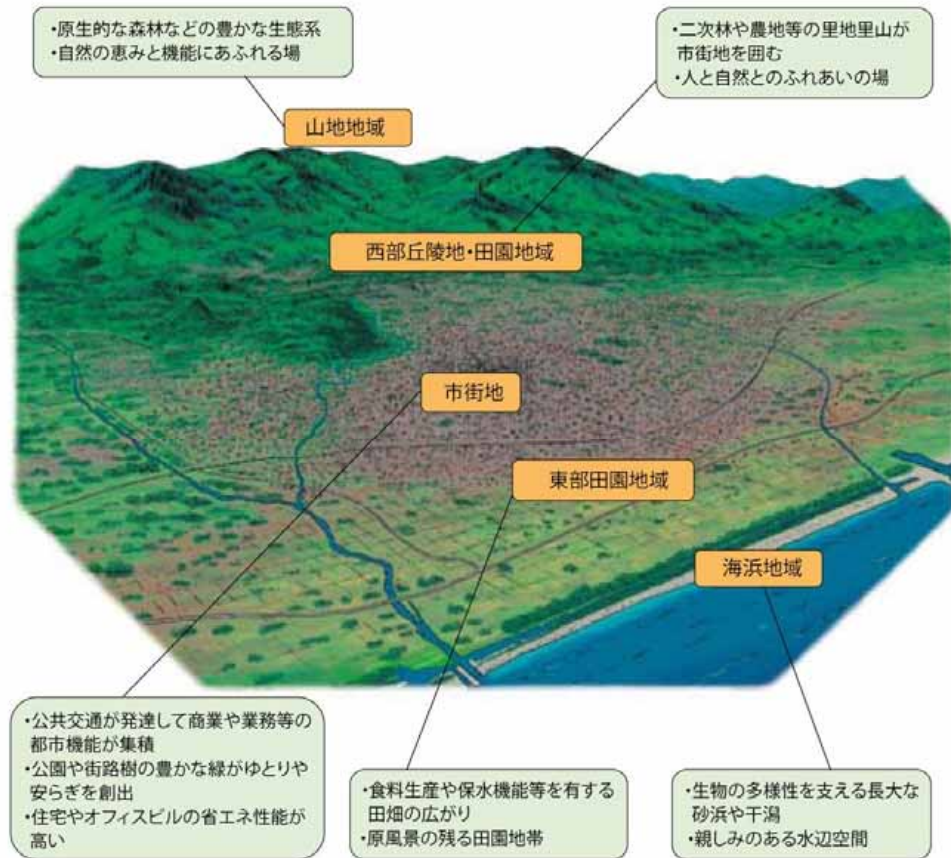 ・原生的な森林などの豊かな生態系
・自然の恵みと機能にあふれる場
・二次林や農地等の里地里山が
市街地を囲む
・人と自然とのふれあいの場
山地地域
西部丘陵地・田園地域
市街地
東部田園地域
海浜地域
・公共交通が発達して商業や業務等の
都市機能が集積
・公園や街路樹の豊かな緑がゆとりや
安らぎを創出
・住宅やオフィスビルの省エネ性能が
高い
・食料生産や保水機能等を有する
田畑の広がり
・原風景の残る田園地帯
・生物の多様性を支える長大な
砂浜や干潟
・親しみのある水辺空間